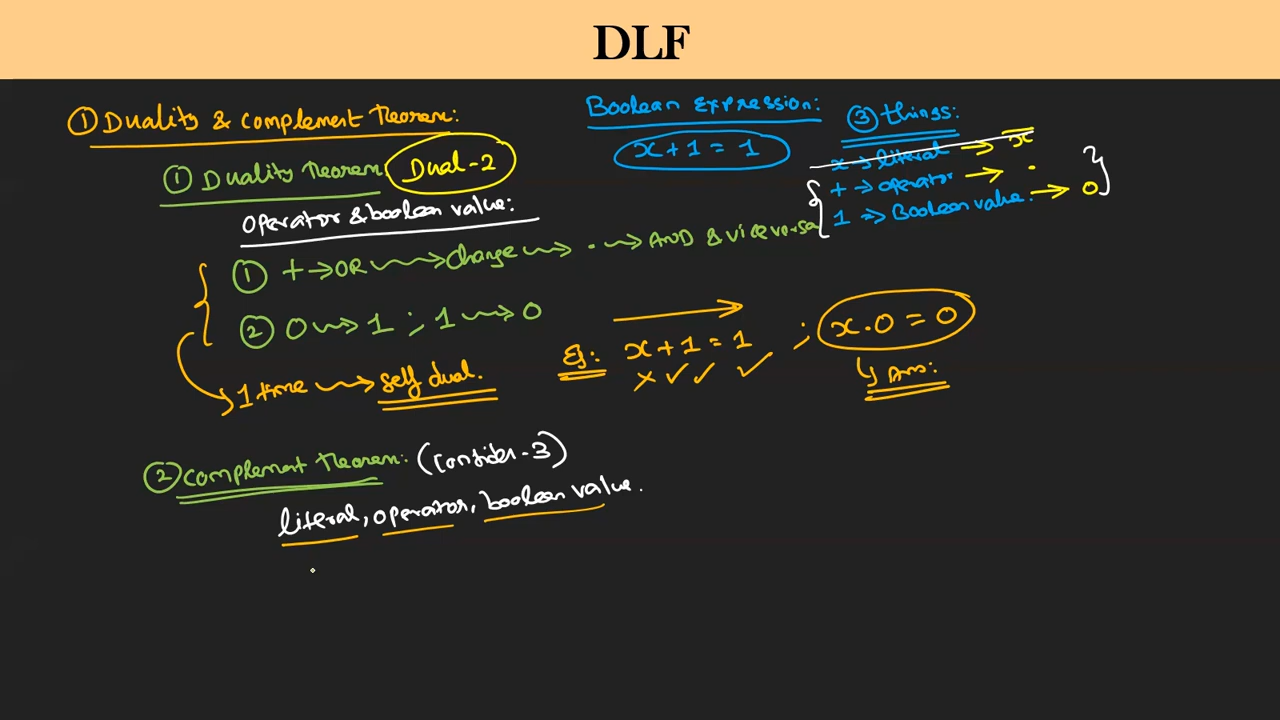 DLF
① Duality & complement Theorem:
① Duality Theorem Dual-2
operator & boolean value:
① + → OR ⇝ change ⇝ . ⇝ AND & viceversa
② 0 ⇝ 1 ; 1 ⇝ 0
1 time ⇝ self dual.
Boolean Expression:
x + 1 = 1
③ things:
x → literal → x̄
+ → operator → .
1 ⇒ Boolean value. → 0
Eg: x + 1 = 1 ; x . 0 = 0
× ✓ ✓ ✓
↳ Ans:
② Complement Theorem: (Consider-3)
literal, operator, boolean value.